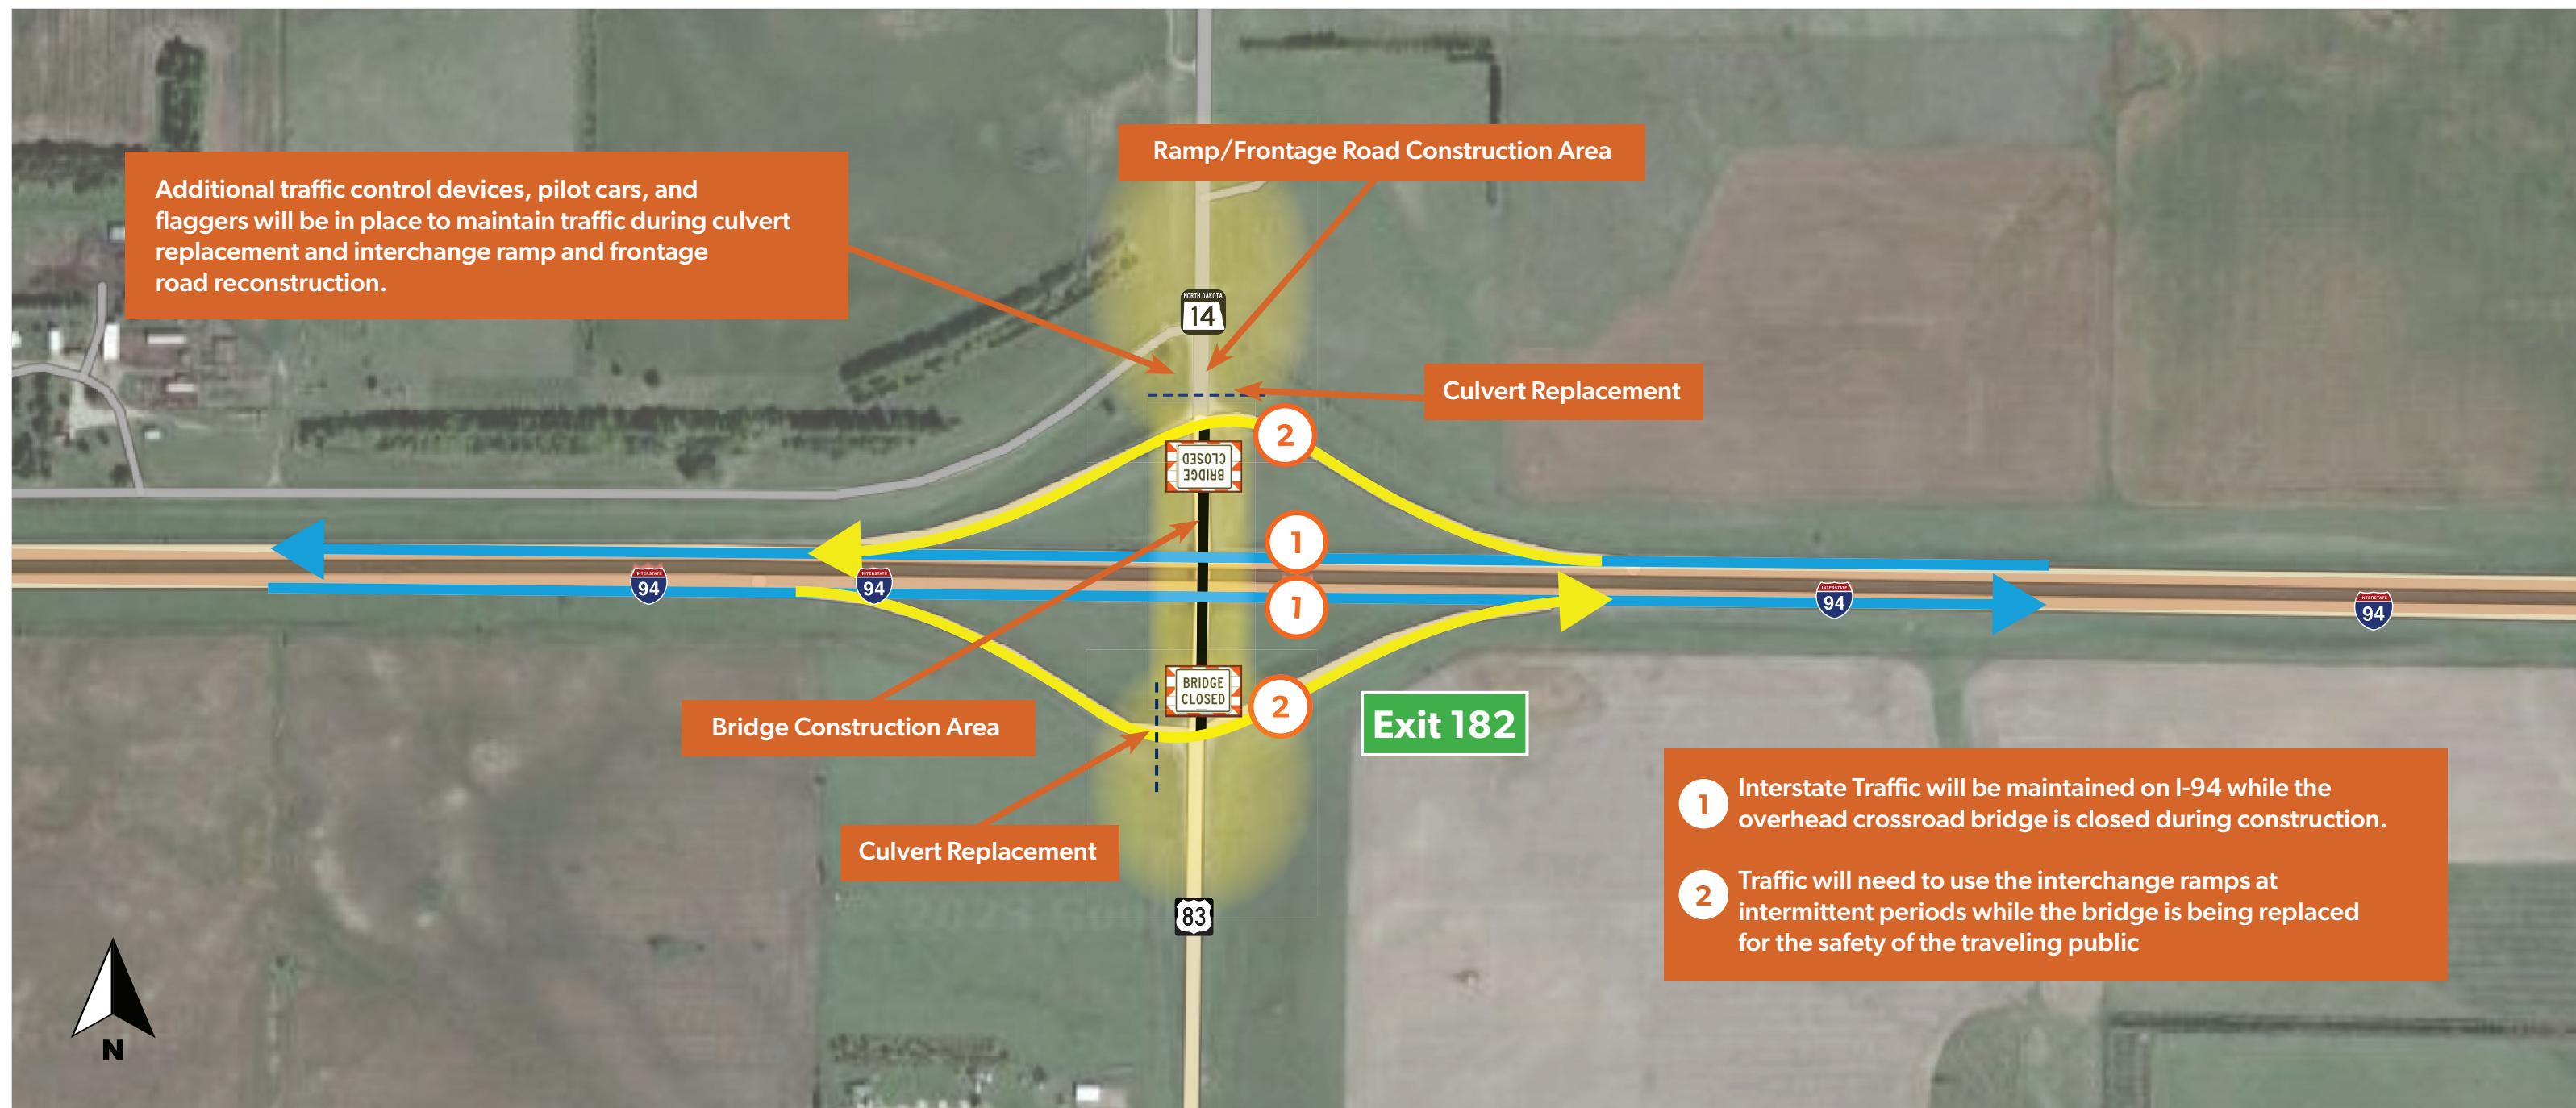 Ramp/Frontage Road Construction Area
Additional traffic control devices, pilot cars, and
flaggers will be in place to maintain traffic during culvert
replacement and interchange ramp and frontage
road reconstruction.
NORTH DAKOTA
14
Culvert Replacement
2
BRIDGE
CLOSED
1
INTERSTATE
94
INTERSTATE
94
1
INTERSTATE
94
INTERSTATE
94
BRIDGE
CLOSED
2
Bridge Construction Area
Exit 182
Culvert Replacement
1
Interstate Traffic will be maintained on I-94 while the
overhead crossroad bridge is closed during construction.
2
Traffic will need to use the interchange ramps at
intermittent periods while the bridge is being replaced
for the safety of the traveling public
83
N